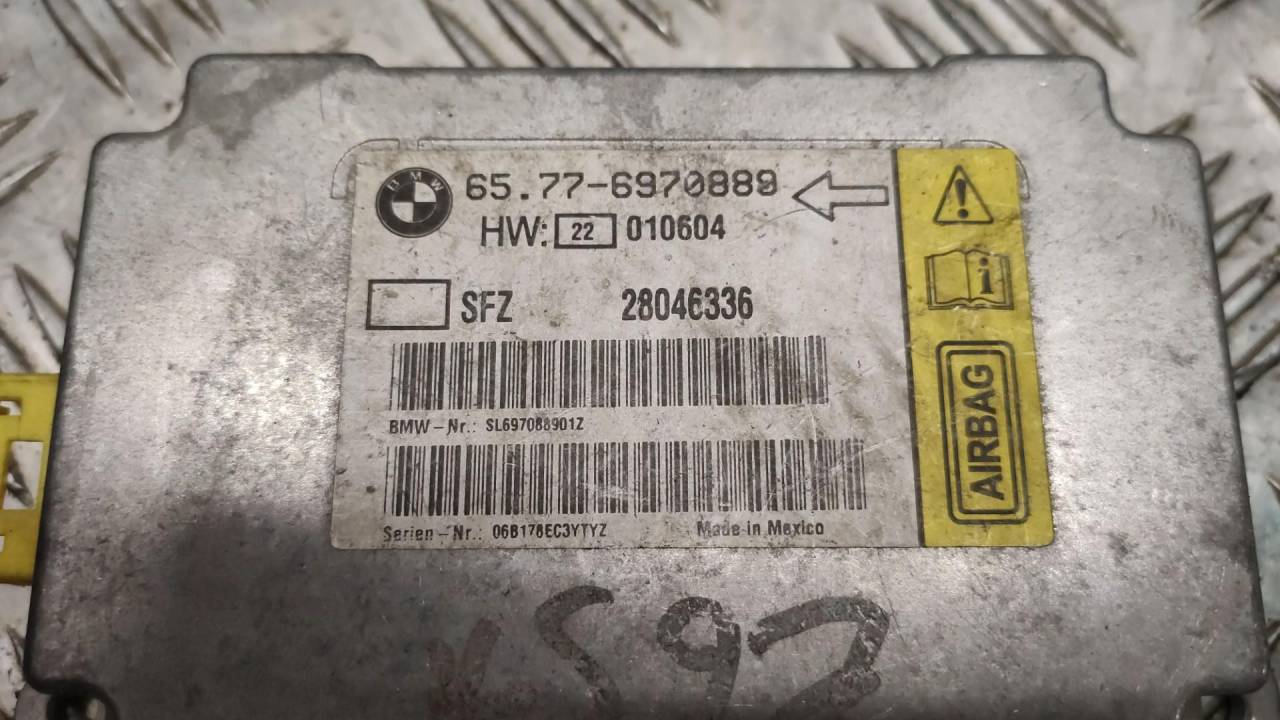 BMW
65.77-6970889
HW: 22 010604
SFZ 28046336
BMW-Nr.: SL697088901Z
Serien-Nr.: 06B178EC3YTYZ Made in Mexico
AIRBAG